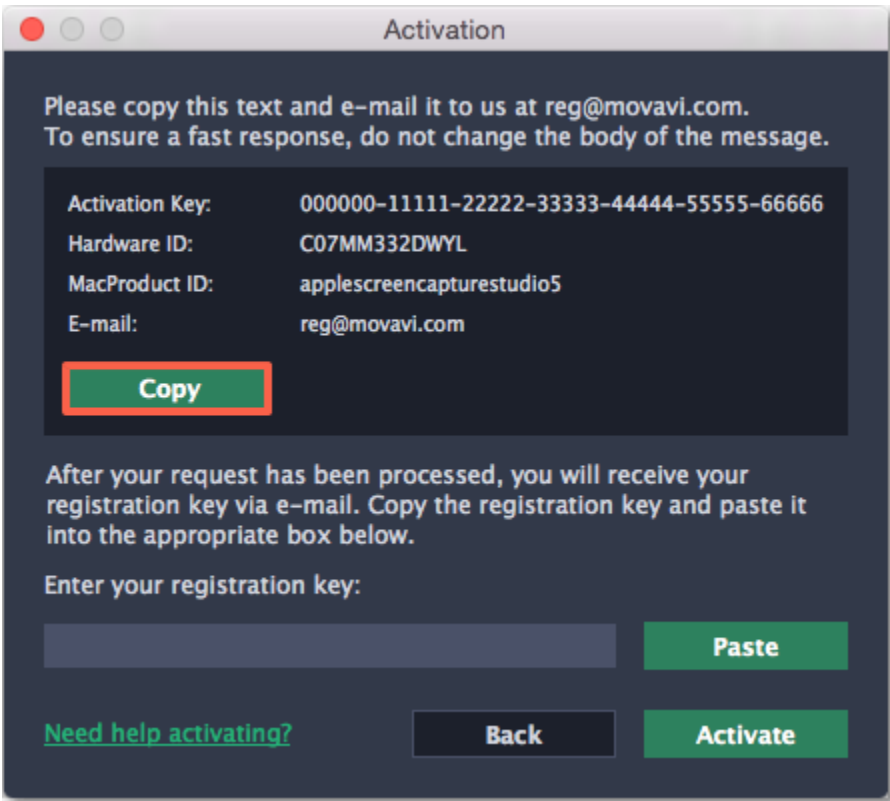 Activation
Please copy this text and e-mail it to us at reg@movavi.com.
To ensure a fast response, do not change the body of the message.
Activation Key: 000000-11111-22222-33333-44444-55555-66666
Hardware ID: C07MM332DWYL
MacProduct ID: applescreencapturestudio5
E-mail: reg@movavi.com
Copy
After your request has been processed, you will receive your
registration key via e-mail. Copy the registration key and paste it
into the appropriate box below.
Enter your registration key:
Paste
Need help activating? Back Activate